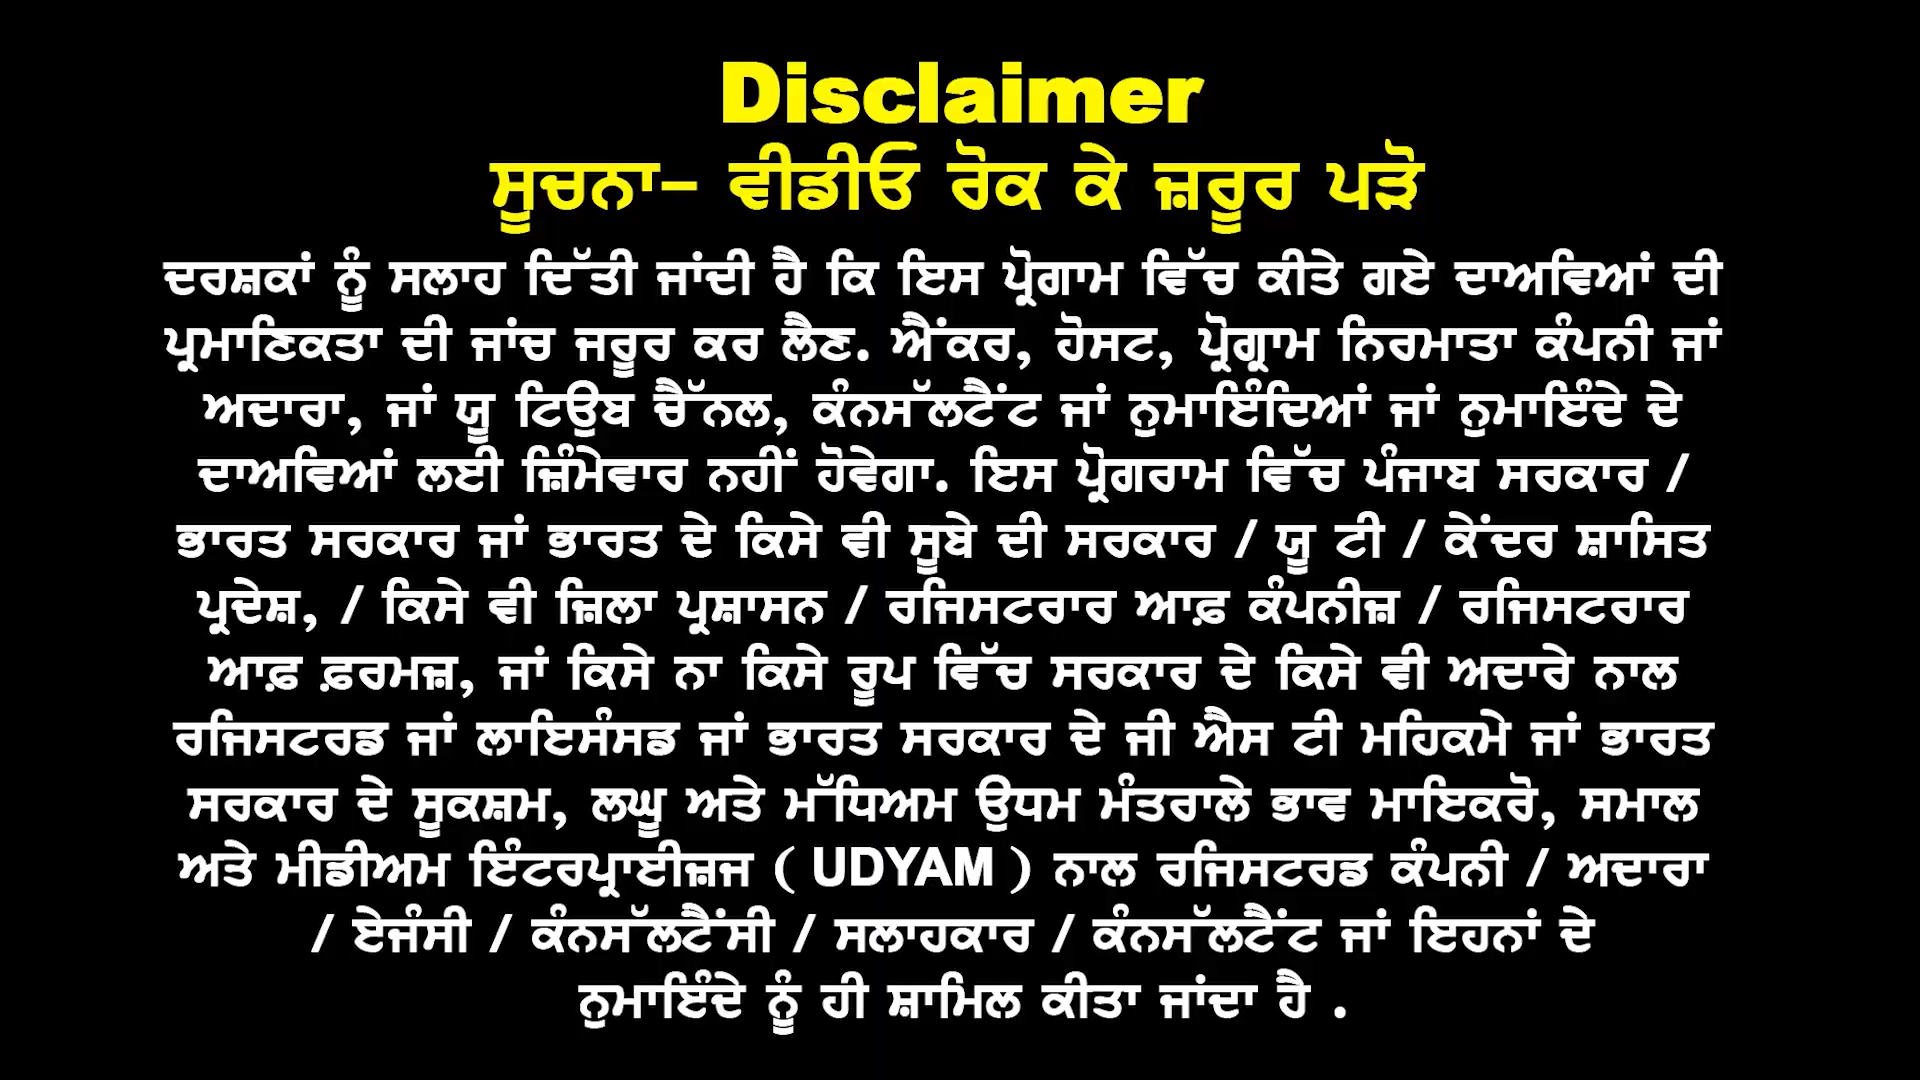 Disclaimer
ਸੂਚਨਾ- ਵੀਡੀਓ ਰੋਕ ਕੇ ਜ਼ਰੂਰ ਪੜੋ
ਦਰਸ਼ਕਾਂ ਨੂੰ ਸਲਾਹ ਦਿੱਤੀ ਜਾਂਦੀ ਹੈ ਕਿ ਇਸ ਪ੍ਰੋਗਾਮ ਵਿੱਚ ਕੀਤੇ ਗਏ ਦਾਅਵਿਆਂ ਦੀ
ਪ੍ਰਮਾਣਿਕਤਾ ਦੀ ਜਾਂਚ ਜਰੂਰ ਕਰ ਲੈਣ. ਐਂਕਰ, ਹੋਸਟ, ਪ੍ਰੋਗ੍ਰਾਮ ਨਿਰਮਾਤਾ ਕੰਪਨੀ ਜਾਂ
ਅਦਾਰਾ, ਜਾਂ ਯੂ ਟਿਉਬ ਚੈੱਨਲ, ਕੰਨਸੱਲਟੈਂਟ ਜਾਂ ਨੁਮਾਇੰਦਿਆਂ ਜਾਂ ਨੁਮਾਇੰਦੇ ਦੇ
ਦਾਅਵਿਆਂ ਲਈ ਜ਼ਿੰਮੇਵਾਰ ਨਹੀਂ ਹੋਵੇਗਾ. ਇਸ ਪ੍ਰੋਗਰਾਮ ਵਿੱਚ ਪੰਜਾਬ ਸਰਕਾਰ /
ਭਾਰਤ ਸਰਕਾਰ ਜਾਂ ਭਾਰਤ ਦੇ ਕਿਸੇ ਵੀ ਸੂਬੇ ਦੀ ਸਰਕਾਰ / ਯੂ ਟੀ / ਕੇਂਦਰ ਸ਼ਾਸਿਤ
ਪ੍ਰਦੇਸ਼, / ਕਿਸੇ ਵੀ ਜ਼ਿਲਾ ਪ੍ਰਸ਼ਾਸਨ / ਰਜਿਸਟਰਾਰ ਆਫ਼ ਕੰਪਨੀਜ਼ / ਰਜਿਸਟਰਾਰ
ਆਫ਼ ਫ਼ਰਮਜ਼, ਜਾਂ ਕਿਸੇ ਨਾ ਕਿਸੇ ਰੂਪ ਵਿੱਚ ਸਰਕਾਰ ਦੇ ਕਿਸੇ ਵੀ ਅਦਾਰੇ ਨਾਲ
ਰਜਿਸਟਰਡ ਜਾਂ ਲਾਇਸੰਸਡ ਜਾਂ ਭਾਰਤ ਸਰਕਾਰ ਦੇ ਜੀ ਐਸ ਟੀ ਮਹਿਕਮੇ ਜਾਂ ਭਾਰਤ
ਸਰਕਾਰ ਦੇ ਸੂਕਸ਼ਮ, ਲਘੂ ਅਤੇ ਮੱਧਿਅਮ ਉਧਮ ਮੰਤਰਾਲੇ ਭਾਵ ਮਾਇਕਰੋ, ਸਮਾਲ
ਅਤੇ ਮੀਡੀਅਮ ਇੰਟਰਪ੍ਰਾਈਜ਼ਜ ( UDYAM ) ਨਾਲ ਰਜਿਸਟਰਡ ਕੰਪਨੀ / ਅਦਾਰਾ
/ ਏਜੰਸੀ / ਕੰਨਸੱਲਟੈਂਸੀ / ਸਲਾਹਕਾਰ / ਕੰਨਸੱਲਟੈਂਟ ਜਾਂ ਇਹਨਾਂ ਦੇ
ਨੁਮਾਇੰਦੇ ਨੂੰ ਹੀ ਸ਼ਾਮਿਲ ਕੀਤਾ ਜਾਂਦਾ ਹੈ .